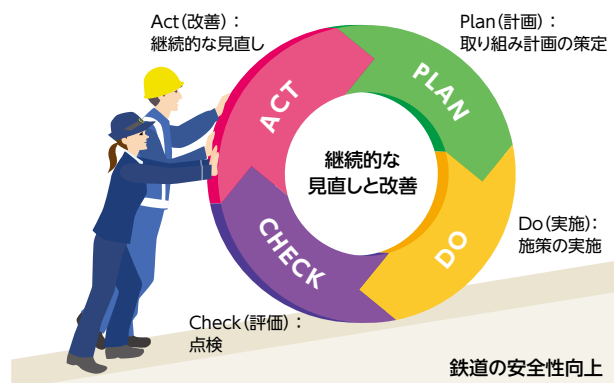 Act(改善)：
継続的な見直し
Plan(計画)：
取り組み計画の策定
ACT
PLAN
継続的な
見直しと改善
CHECK
DO
Do(実施)：
施策の実施
Check(評価)：
点検
鉄道の安全性向上